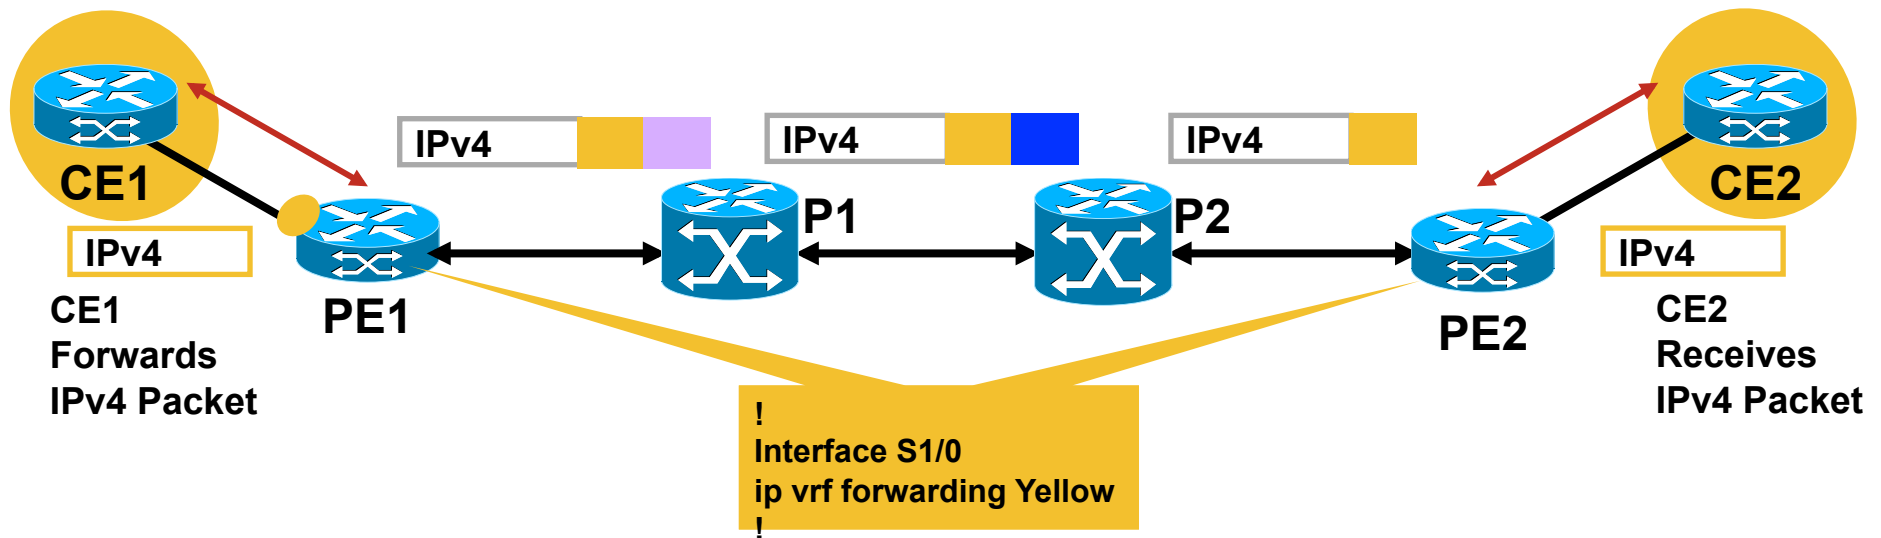 IPv4
IPv4
IPv4
CE1
P1
P2
CE2
IPv4
PE1
PE2
IPv4
CE1
Forwards
IPv4 Packet
CE2
Receives
IPv4 Packet
!
Interface S1/0
ip vrf forwarding Yellow
!